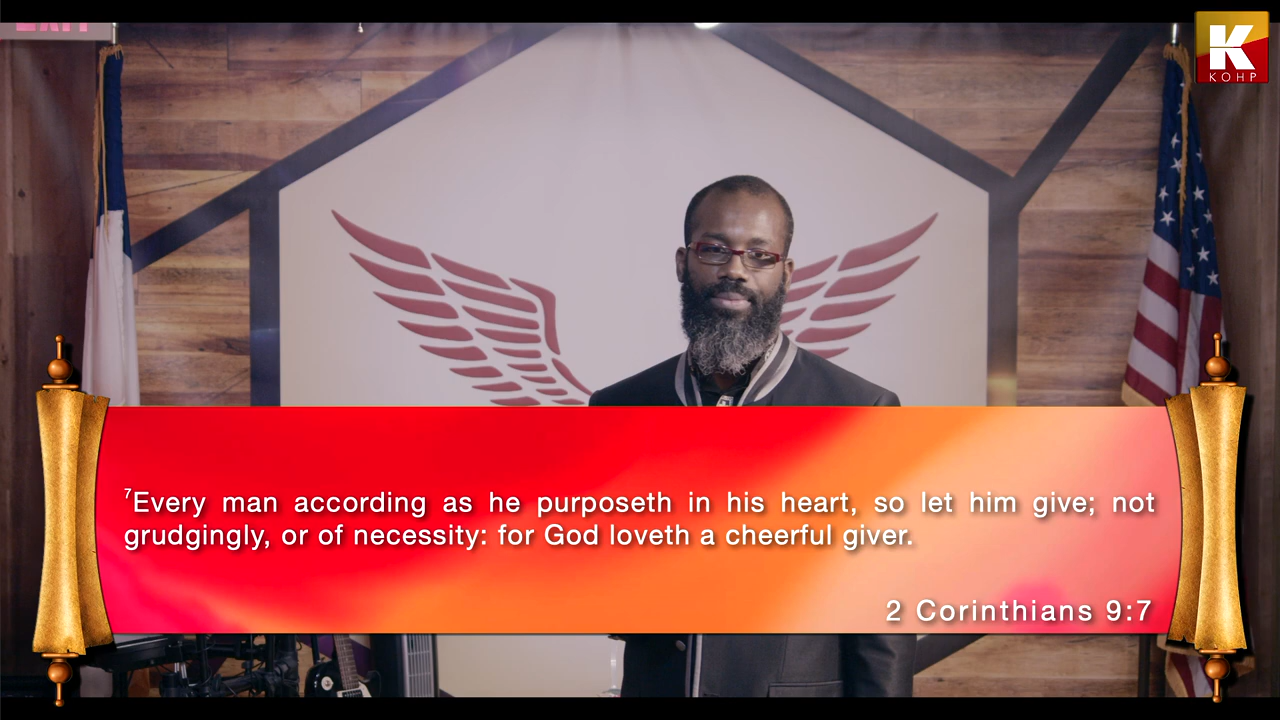 EXIT
K
KOHP
⁷Every man according as he purposeth in his heart, so let him give; not
grudgingly, or of necessity: for God loveth a cheerful giver.
2 Corinthians 9:7